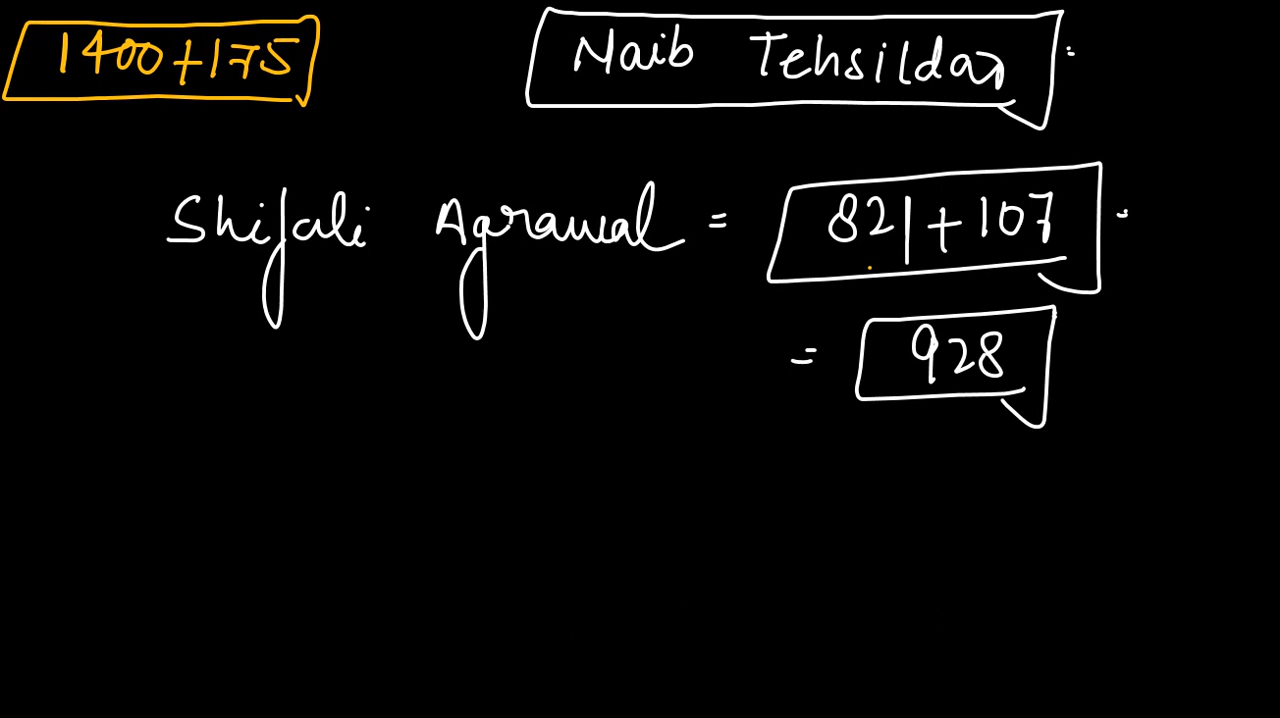 1400+175
Naib Tehsildar
Shifali Agrawal = 821+107
= 928